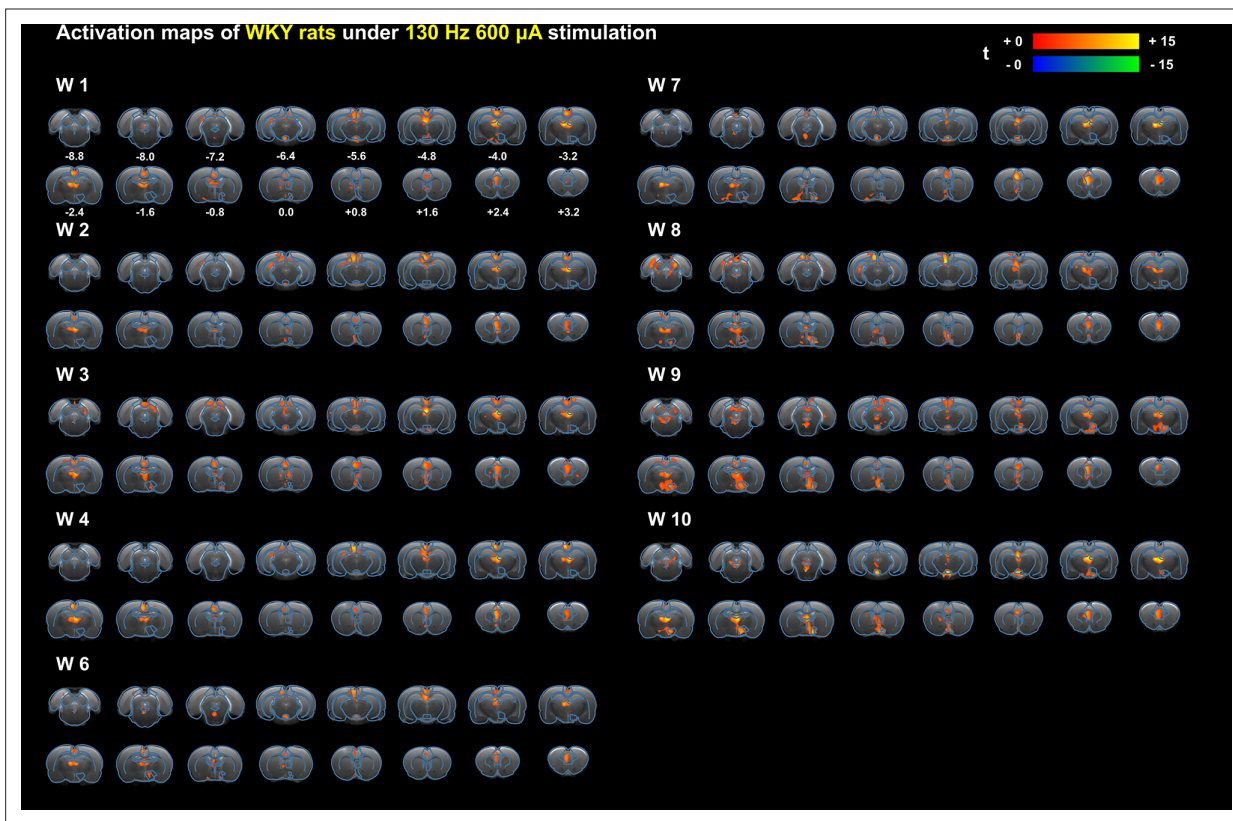 Activation maps of WKY rats under 130 Hz 600 µA stimulation
t
+ 0 + 15
- 0 - 15
W 1
-8.8 -8.0 -7.2 -6.4 -5.6 -4.8 -4.0 -3.2
-2.4 -1.6 -0.8 0.0 +0.8 +1.6 +2.4 +3.2
W 2
W 3
W 4
W 6
W 7
W 8
W 9
W 10